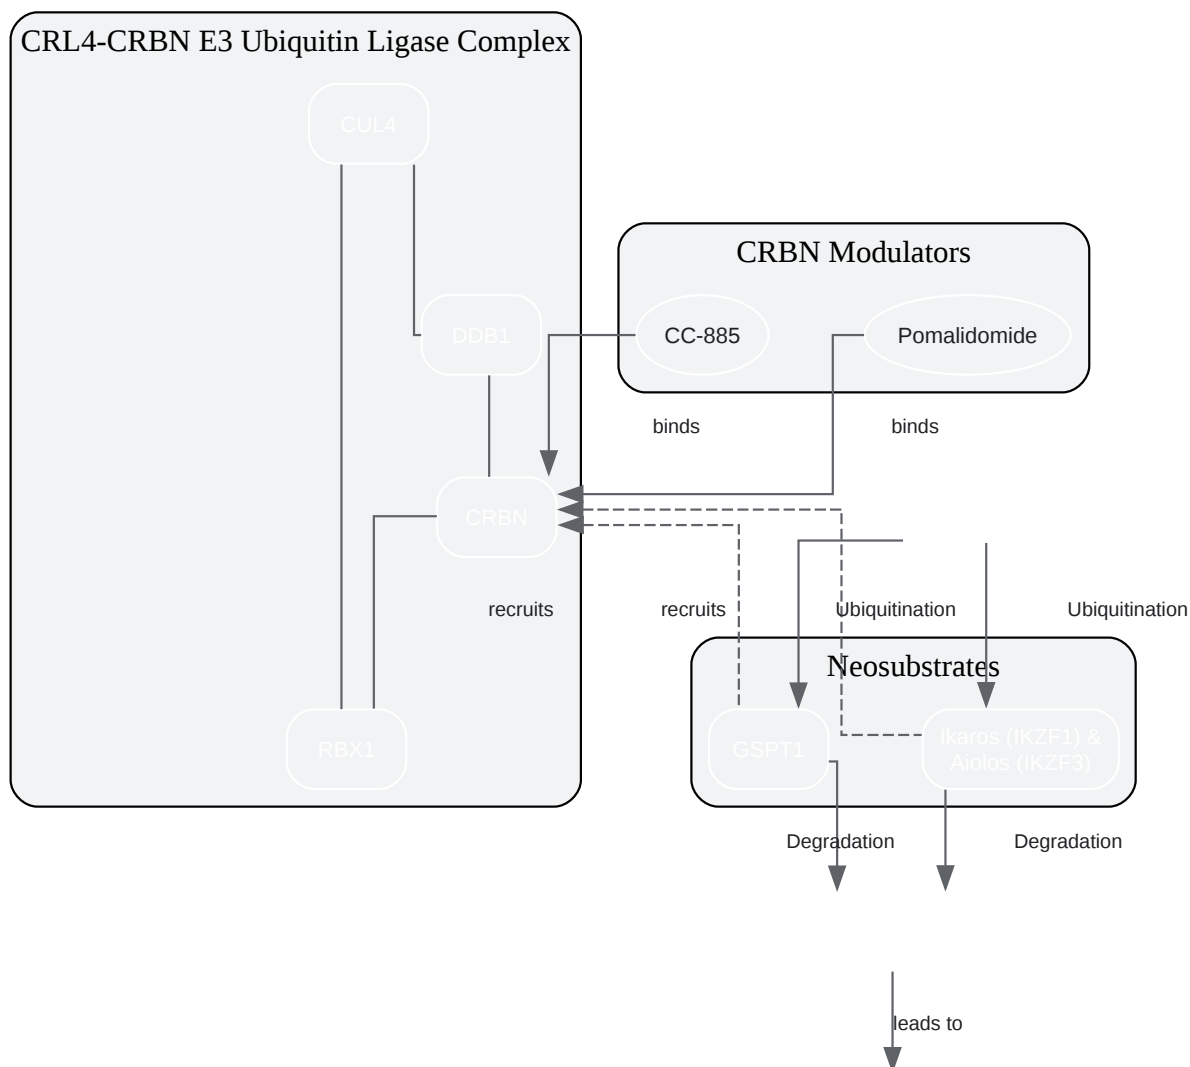 CRL4-CRBN E3 Ubiquitin Ligase Complex
CUL4
CRBN Modulators
DDB1
CC-885
Pomalidomide
binds
binds
CRBN
recruits
recruits
Ubiquitination
Ubiquitination
Neosubstrates
RBX1
GSPT1
Ikaros (IKZF1) &
Aiolos (IKZF3)
Degradation
Degradation
leads to